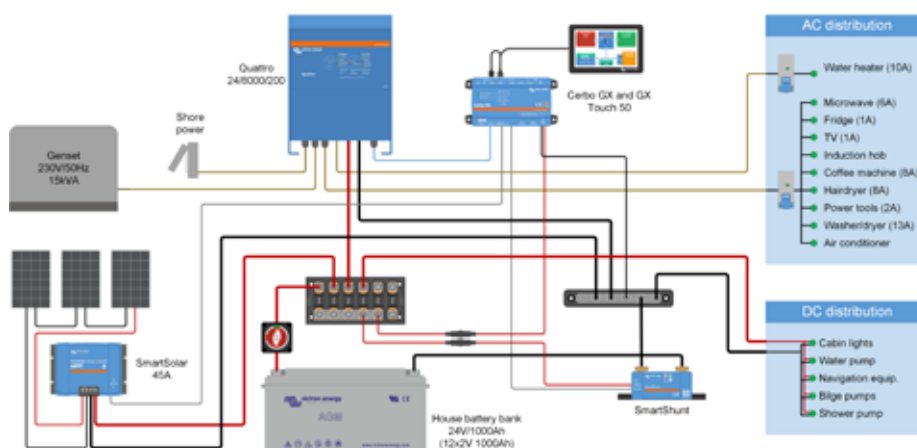 AC distribution
Quattro
24/8000/200
Water heater (10A)
Cerbo GX and GX
Touch 50
Microwave (6A)
Fridge (1A)
TV (1A)
Induction hob
Coffee machine (8A)
Hairdryer (8A)
Power tools (2A)
Washer/dryer (13A)
Air conditioner
Shore
power
Genset
230V/50Hz
15kVA
DC distribution
Cabin lights
Water pump
Navigation equip.
Bilge pumps
Shower pump
SmartSolar
45A
victron energy
AGM
SmartShunt
House battery bank
24V/1000Ah
(12x2V 1000Ah)